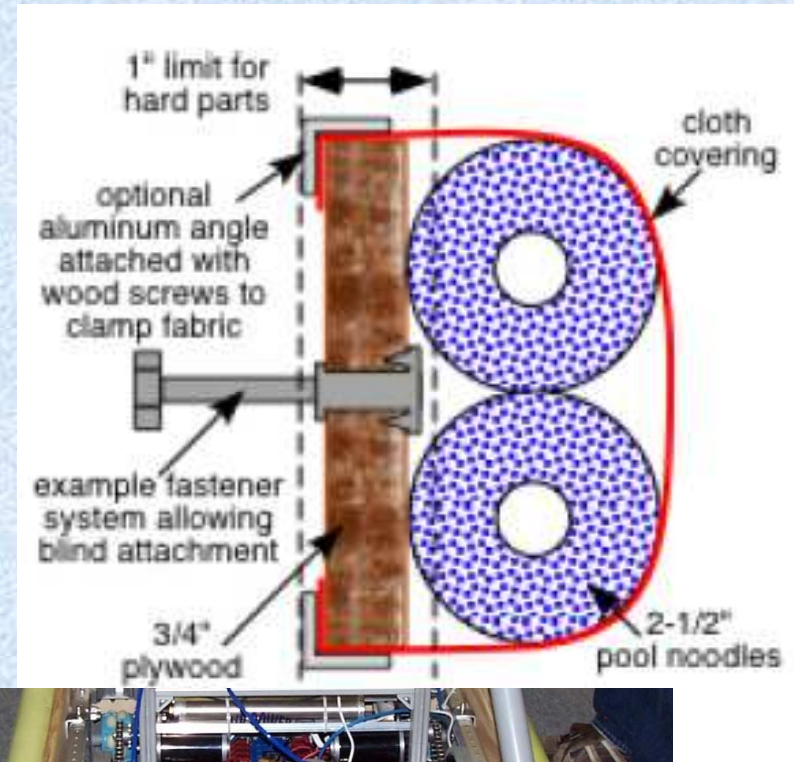 1" limit for
hard parts
cloth
covering
optional
aluminum angle
attached with
wood screws to
clamp fabric
example fastener
system allowing
blind attachment
3/4"
plywood
2-1/2"
pool noodles